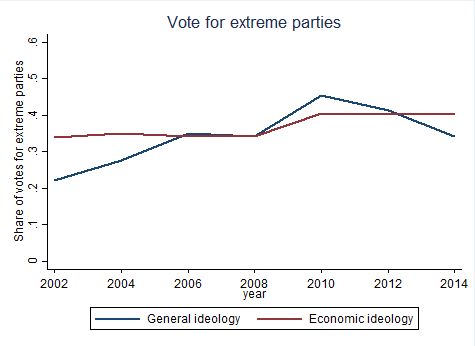 Vote for extreme parties
Share of votes for extreme parties
.6
.5
.4
.3
.2
.1
0
2002 2004 2006 2008 2010 2012 2014
year
General ideology Economic ideology